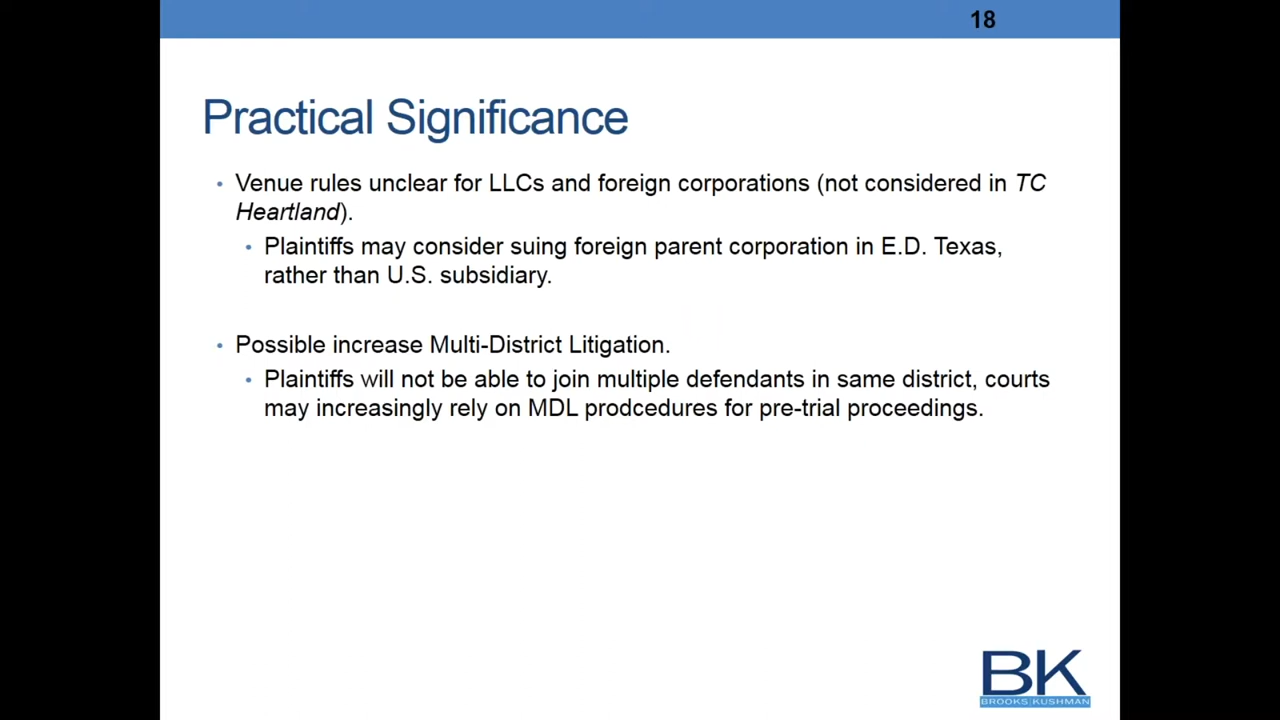 18
Practical Significance
• Venue rules unclear for LLCs and foreign corporations (not considered in TC
Heartland).
• Plaintiffs may consider suing foreign parent corporation in E.D. Texas,
rather than U.S. subsidiary.
• Possible increase Multi-District Litigation.
• Plaintiffs will not be able to join multiple defendants in same district, courts
may increasingly rely on MDL prodcedures for pre-trial proceedings.
BK
BROOKS | KUSHMAN